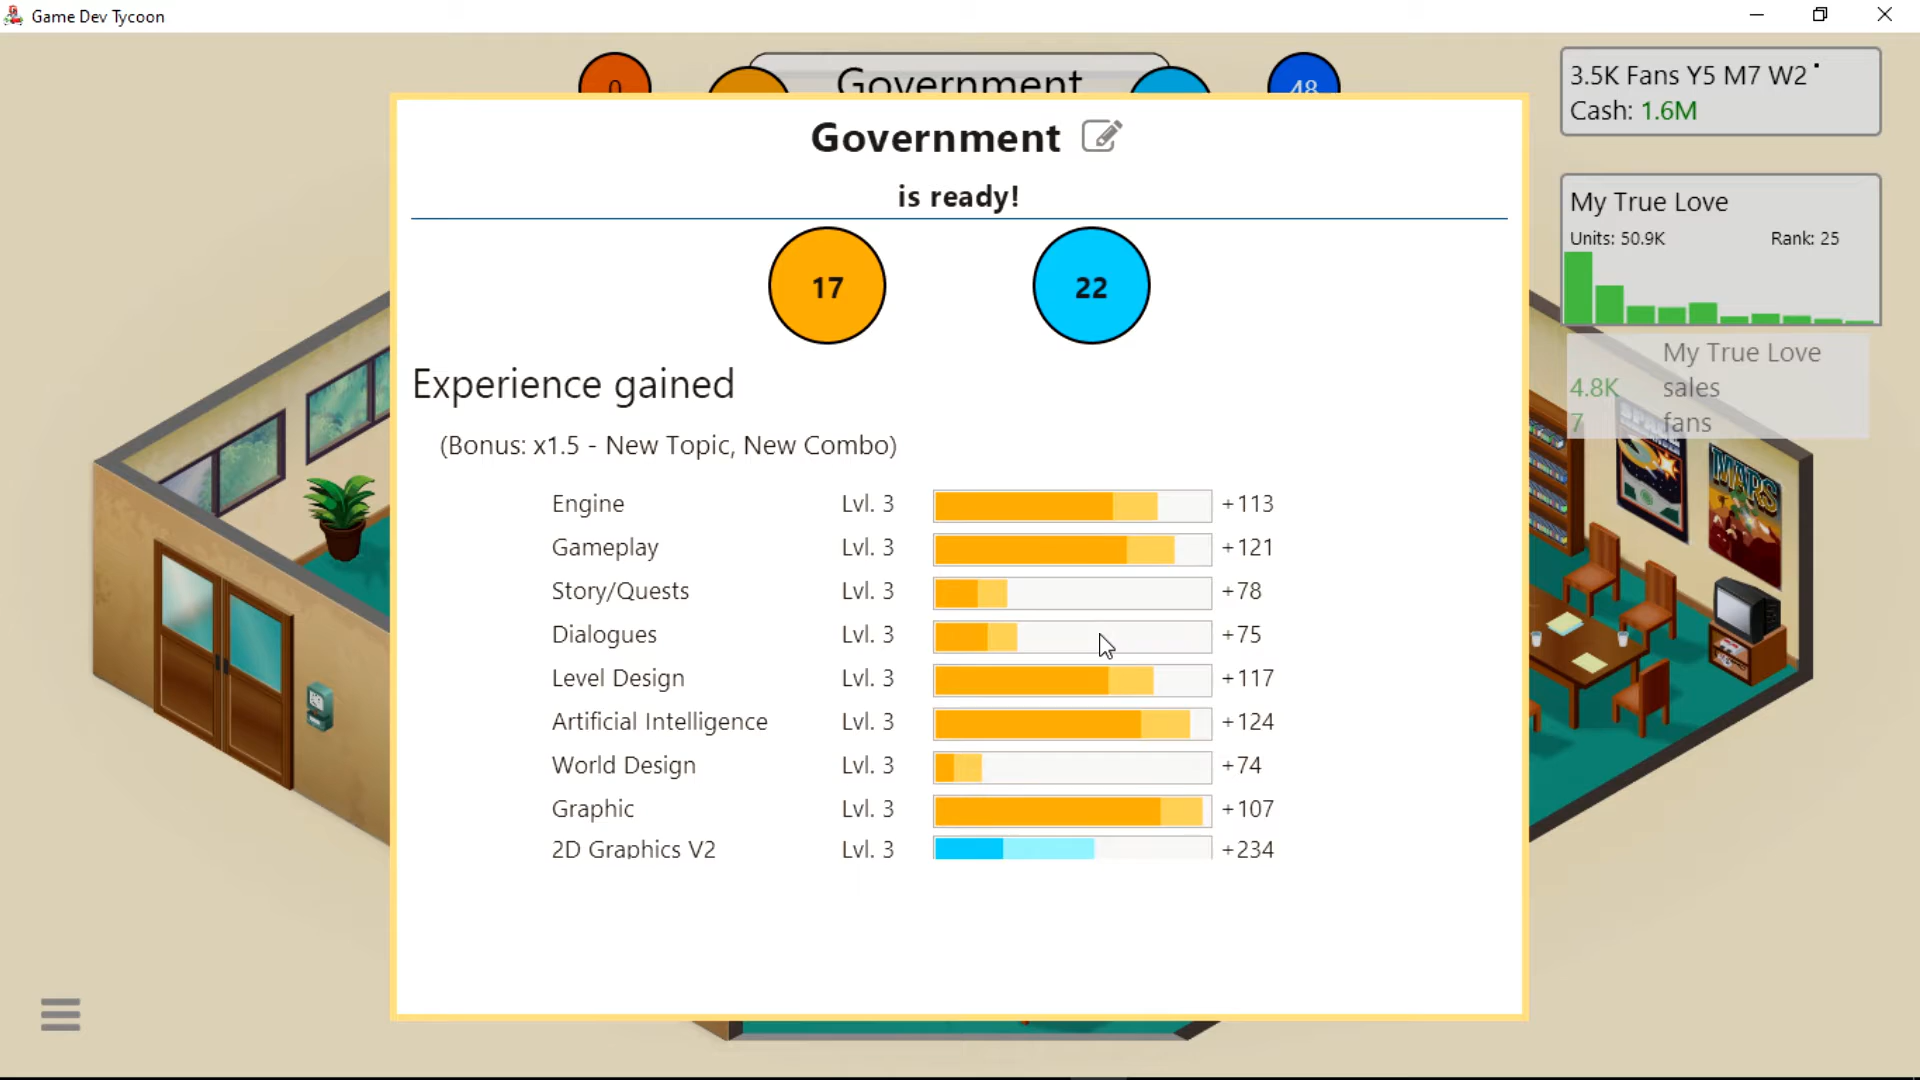 Game Dev Tycoon
0
Government
48
3.5K Fans Y5 M7 W2
Cash: 1.6M
Government
is ready!
17
22
My True Love
Units: 50.9K Rank: 25
My True Love
4.8K sales
7 fans
Experience gained
(Bonus: x1.5 - New Topic, New Combo)
Engine Lvl. 3 +113
Gameplay Lvl. 3 +121
Story/Quests Lvl. 3 +78
Dialogues Lvl. 3 +75
Level Design Lvl. 3 +117
Artificial Intelligence Lvl. 3 +124
World Design Lvl. 3 +74
Graphic Lvl. 3 +107
2D Graphics V2 Lvl. 3 +234
MARS